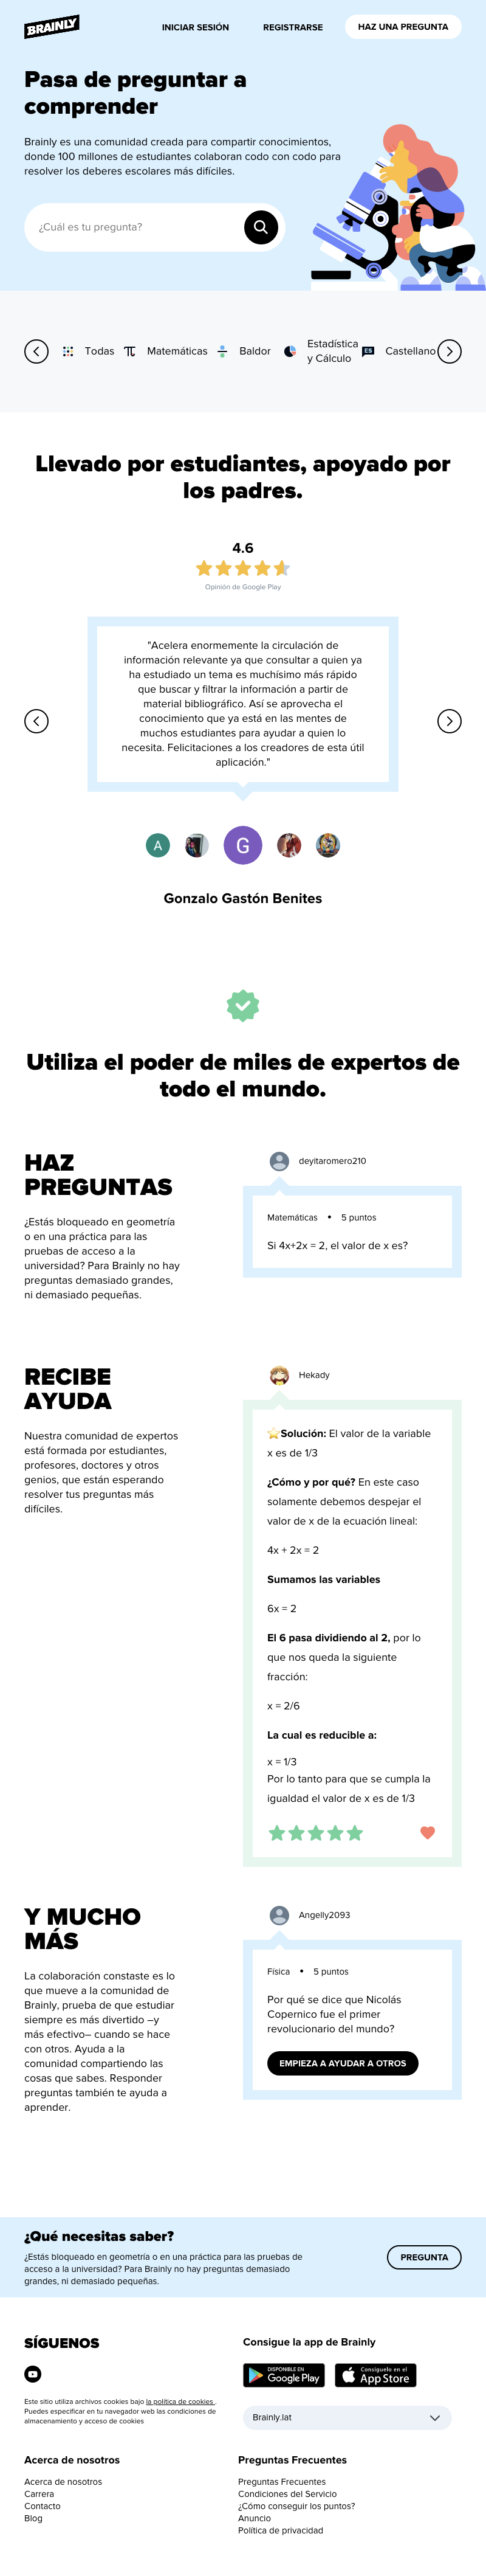 BRAINLY
INICIAR SESIÓN
REGISTRARSE
HAZ UNA PREGUNTA
Pasa de preguntar a
comprender
Brainly es una comunidad creada para compartir conocimientos,
donde 100 millones de estudiantes colaboran codo con codo para
resolver los deberes escolares más difíciles.
¿Cuál es tu pregunta?
Todas
Matemáticas
Baldor
Estadística
y Cálculo
ES
Castellano
Llevado por estudiantes, apoyado por
los padres.
4.6
Opinión de Google Play
"Acelera enormemente la circulación de
información relevante ya que consultar a quien ya
ha estudiado un tema es muchísimo más rápido
que buscar y filtrar la información a partir de
material bibliográfico. Así se aprovecha el
conocimiento que ya está en las mentes de
muchos estudiantes para ayudar a quien lo
necesita. Felicitaciones a los creadores de esta útil
aplicación."
A
G
Gonzalo Gastón Benites
Utiliza el poder de miles de expertos de
todo el mundo.
HAZ
PREGUNTAS
¿Estás bloqueado en geometría
o en una práctica para las
pruebas de acceso a la
universidad? Para Brainly no hay
preguntas demasiado grandes,
ni demasiado pequeñas.
deyitaromero210
Matemáticas • 5 puntos
Si 4x+2x = 2, el valor de x es?
RECIBE
AYUDA
Nuestra comunidad de expertos
está formada por estudiantes,
profesores, doctores y otros
genios, que están esperando
resolver tus preguntas más
difíciles.
Hekady
⭐Solución: El valor de la variable
x es de 1/3
¿Cómo y por qué? En este caso
solamente debemos despejar el
valor de x de la ecuación lineal:
4x + 2x = 2
Sumamos las variables
6x = 2
El 6 pasa dividiendo al 2, por lo
que nos queda la siguiente
fracción:
x = 2/6
La cual es reducible a:
x = 1/3
Por lo tanto para que se cumpla la
igualdad el valor de x es de 1/3
Y MUCHO
MÁS
La colaboración constaste es lo
que mueve a la comunidad de
Brainly, prueba de que estudiar
siempre es más divertido –y
más efectivo– cuando se hace
con otros. Ayuda a la
comunidad compartiendo las
cosas que sabes. Responder
preguntas también te ayuda a
aprender.
Angelly2093
Física • 5 puntos
Por qué se dice que Nicolás
Copernico fue el primer
revolucionario del mundo?
EMPIEZA A AYUDAR A OTROS
¿Qué necesitas saber?
¿Estás bloqueado en geometría o en una práctica para las pruebas de
acceso a la universidad? Para Brainly no hay preguntas demasiado
grandes, ni demasiado pequeñas.
PREGUNTA
SÍGUENOS
Este sitio utiliza archivos cookies bajo la política de cookies .
Puedes especificar en tu navegador web las condiciones de
almacenamiento y acceso de cookies
Consigue la app de Brainly
DISPONIBLE EN
Google Play
Consíguelo en el
App Store
Brainly.lat
Acerca de nosotros
Acerca de nosotros
Carrera
Contacto
Blog
Preguntas Frecuentes
Preguntas Frecuentes
Condiciones del Servicio
¿Cómo conseguir los puntos?
Anuncio
Política de privacidad